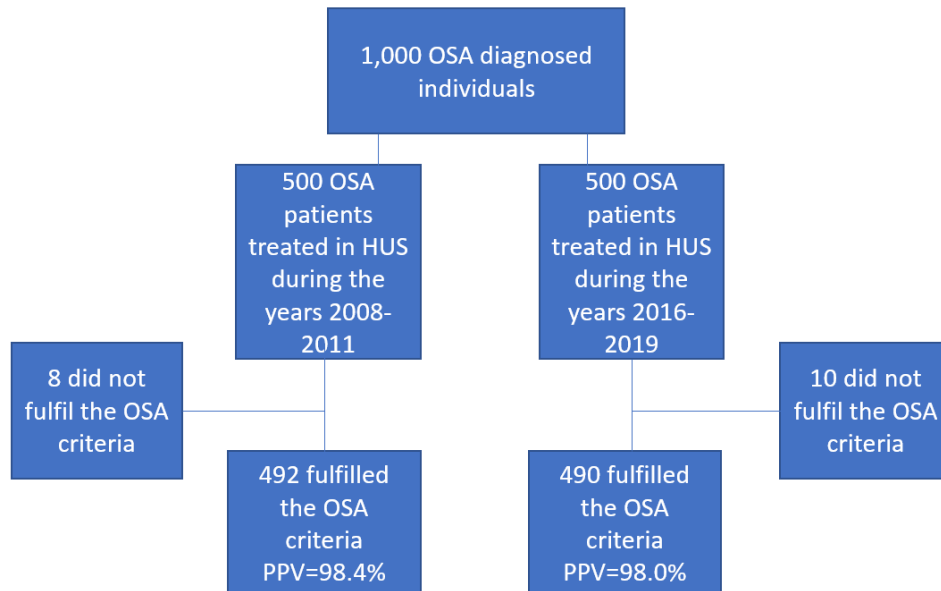 1,000 OSA diagnosed
individuals
500 OSA
patients
treated in HUS
during the
years 2008-
2011
500 OSA
patients
treated in HUS
during the
years 2016-
2019
8 did not
fulfil the OSA
criteria
10 did not
fulfil the OSA
criteria
492 fulfilled
the OSA
criteria
PPV=98.4%
490 fulfilled
the OSA
criteria
PPV=98.0%